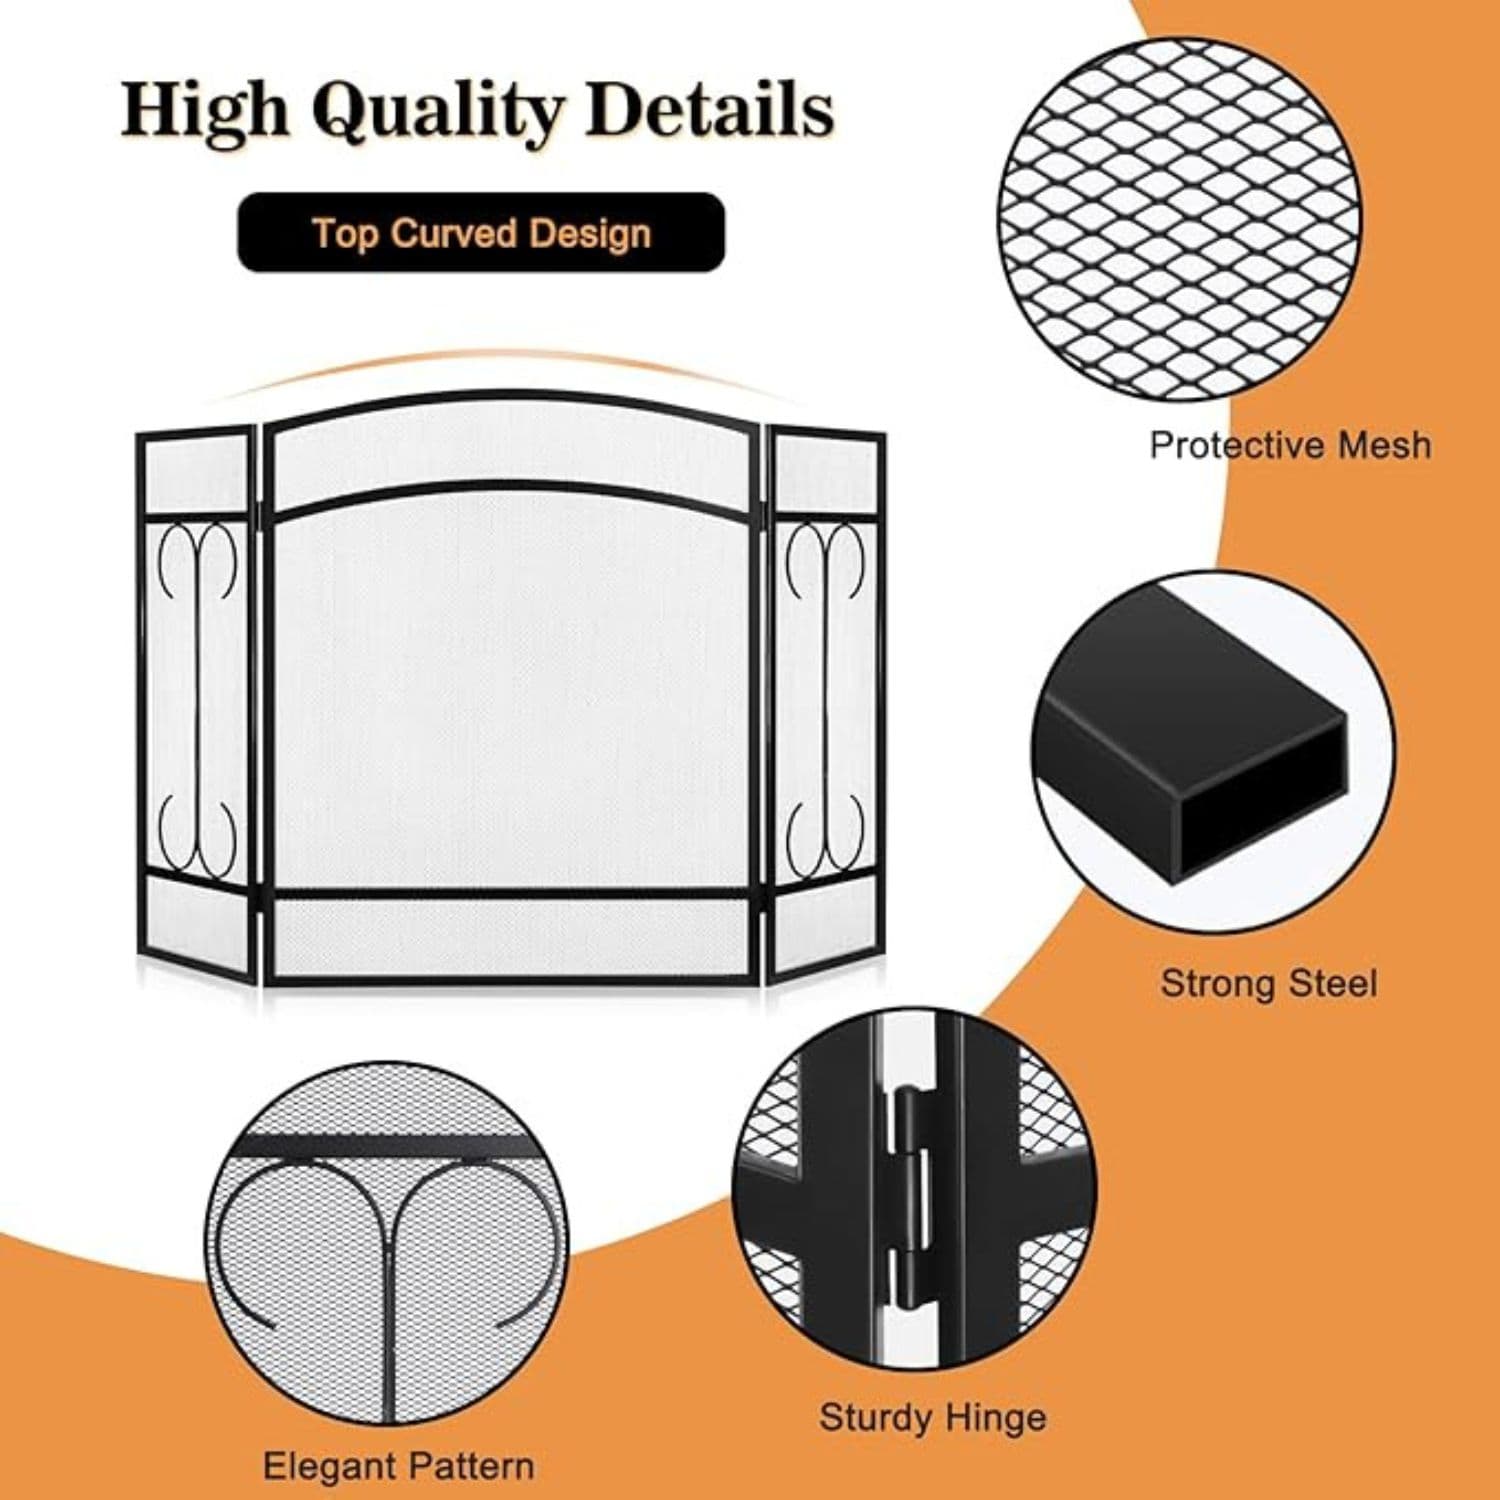 High Quality Details
Top Curved Design
Protective Mesh
Strong Steel
Sturdy Hinge
Elegant Pattern